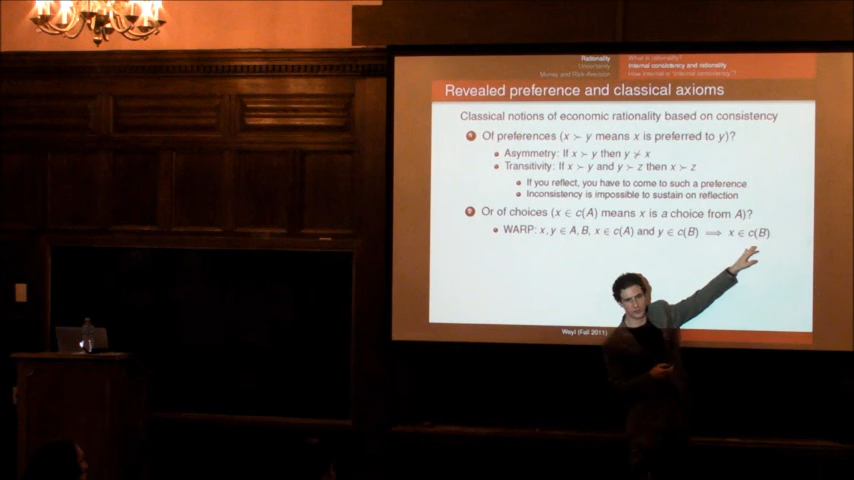 Rationality
Uncertainty
Money and Risk-Aversion
What is rationality?
Internal consistency and rationality
How internal is "internal consistency"?
Revealed preference and classical axioms
Classical notions of economic rationality based on consistency
1 Of preferences (x ≻ y means x is preferred to y)?
Asymmetry: If x ≻ y then y ⊁ x
Transitivity: If x ≻ y and y ≻ z then x ≻ z
If you reflect, you have to come to such a preference
Inconsistency is impossible to sustain on reflection
2 Or of choices (x ∈ c(A) means x is a choice from A)?
WARP: x, y ∈ A, B, x ∈ c(A) and y ∈ c(B) ⟹ x ∈ c(B)
Weyl (Fall 2011)